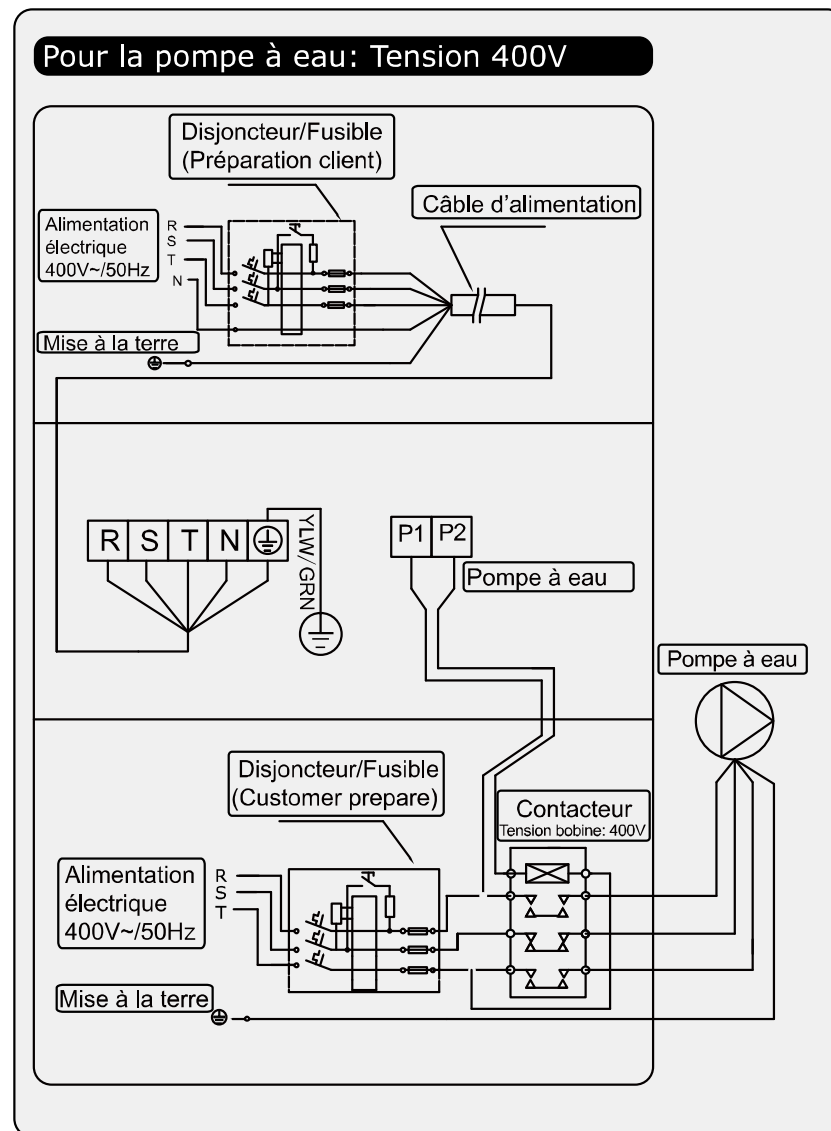 Pour la pompe à eau: Tension 400V
Disjoncteur/Fusible
(Préparation client)
Câble d'alimentation
Alimentation
électrique
400V~/50Hz
R
S
T
N
Mise à la terre
R S T N
YLW/GRN
P1 P2
Pompe à eau
Pompe à eau
Disjoncteur/Fusible
(Customer prepare)
Contacteur
Tension bobine: 400V
Alimentation
électrique
400V~/50Hz
R
S
T
Mise à la terre